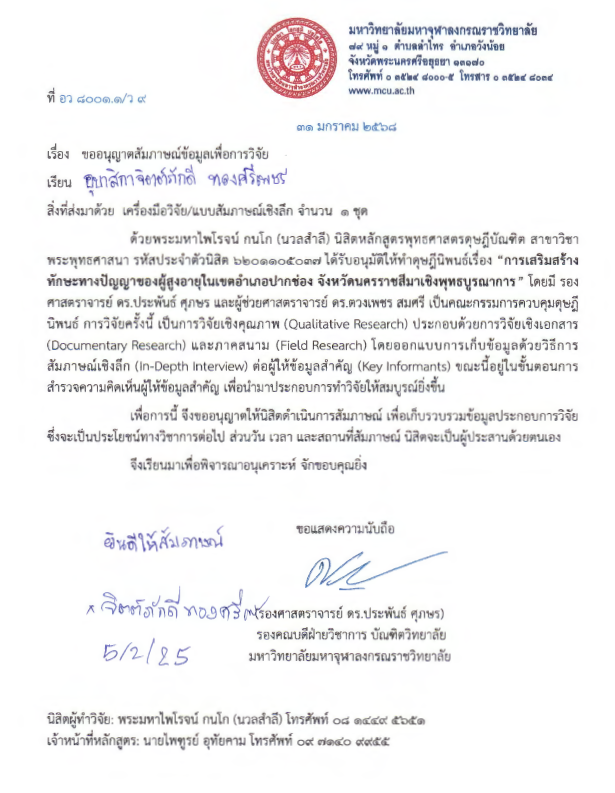 มหาวิทยาลัยมหาจุฬาลงกรณราชวิทยาลัย
๗๙ หมู่ ๑ ตำบลลำไทร อำเภอวังน้อย
จังหวัดพระนครศรีอยุธยา ๑๓๑๗๐
โทรศัพท์ ๐ ๓๕๒๔ ๘๐๐๐-๕ โทรสาร ๐ ๓๕๒๔ ๘๐๓๔
www.mcu.ac.th
ที่ อว ๘๐๐๑.๑/ว ๙
๓๑ มกราคม ๒๕๖๘
เรื่อง ขออนุญาตสัมภาษณ์ข้อมูลเพื่อการวิจัย
เรียน อุบาสิกาจิตต์ภักดี ทองศรี
สิ่งที่ส่งมาด้วย เครื่องมือวิจัย/แบบสัมภาษณ์เชิงลึก จำนวน ๑ ชุด
ด้วยพระมหาไพโรจน์ กนโก (นวลสำลี) นิสิตหลักสูตรพุทธศาสตรดุษฎีบัณฑิต สาขาวิชา
พระพุทธศาสนา รหัสประจำตัวนิสิต ๖๒๐๑๑๐๕๐๓๗ ได้รับอนุมัติให้ทำดุษฎีนิพนธ์เรื่อง "การเสริมสร้าง
ทักษะทางปัญญาของผู้สูงอายุในเขตอำเภอปากช่อง จังหวัดนครราชสีมาเชิงพุทธบูรณาการ" โดยมี รอง
ศาสตราจารย์ ดร.ประพันธ์ ศุภษร และผู้ช่วยศาสตราจารย์ ดร.ดวงเพชร สมศรี เป็นคณะกรรมการควบคุมดุษฎี
นิพนธ์ การวิจัยครั้งนี้ เป็นการวิจัยเชิงคุณภาพ (Qualitative Research) ประกอบด้วยการวิจัยเชิงเอกสาร
(Documentary Research) และภาคสนาม (Field Research) โดยออกแบบการเก็บข้อมูลด้วยวิธีการ
สัมภาษณ์เชิงลึก (In-Depth Interview) ต่อผู้ให้ข้อมูลสำคัญ (Key Informants) ขณะนี้อยู่ในขั้นตอนการ
สำรวจความคิดเห็นผู้ให้ข้อมูลสำคัญ เพื่อนำมาประกอบการทำวิจัยให้สมบูรณ์ยิ่งขึ้น
เพื่อการนี้ จึงขออนุญาตให้นิสิตดำเนินการสัมภาษณ์ เพื่อเก็บรวบรวมข้อมูลประกอบการวิจัย
ซึ่งจะเป็นประโยชน์ทางวิชาการต่อไป ส่วนวัน เวลา และสถานที่สัมภาษณ์ นิสิตจะเป็นผู้ประสานด้วยตนเอง
จึงเรียนมาเพื่อพิจารณาอนุเคราะห์ จักขอบคุณยิ่ง
ขอแสดงความนับถือ
ยินดีให้สัมภาษณ์
x จิตต์ภักดี ทองศรี
(รองศาสตราจารย์ ดร.ประพันธ์ ศุภษร)
รองคณบดีฝ่ายวิชาการ บัณฑิตวิทยาลัย
5/2/25
มหาวิทยาลัยมหาจุฬาลงกรณราชวิทยาลัย
นิสิตผู้ทำวิจัย: พระมหาไพโรจน์ กนโก (นวลสำลี) โทรศัพท์ ๐๘ ๑๔๔๙ ๕๖๕๑
เจ้าหน้าที่หลักสูตร: นายไพฑูรย์ อุทัยคาม โทรศัพท์ ๐๙ ๗๑๔๐ ๙๙๕๕